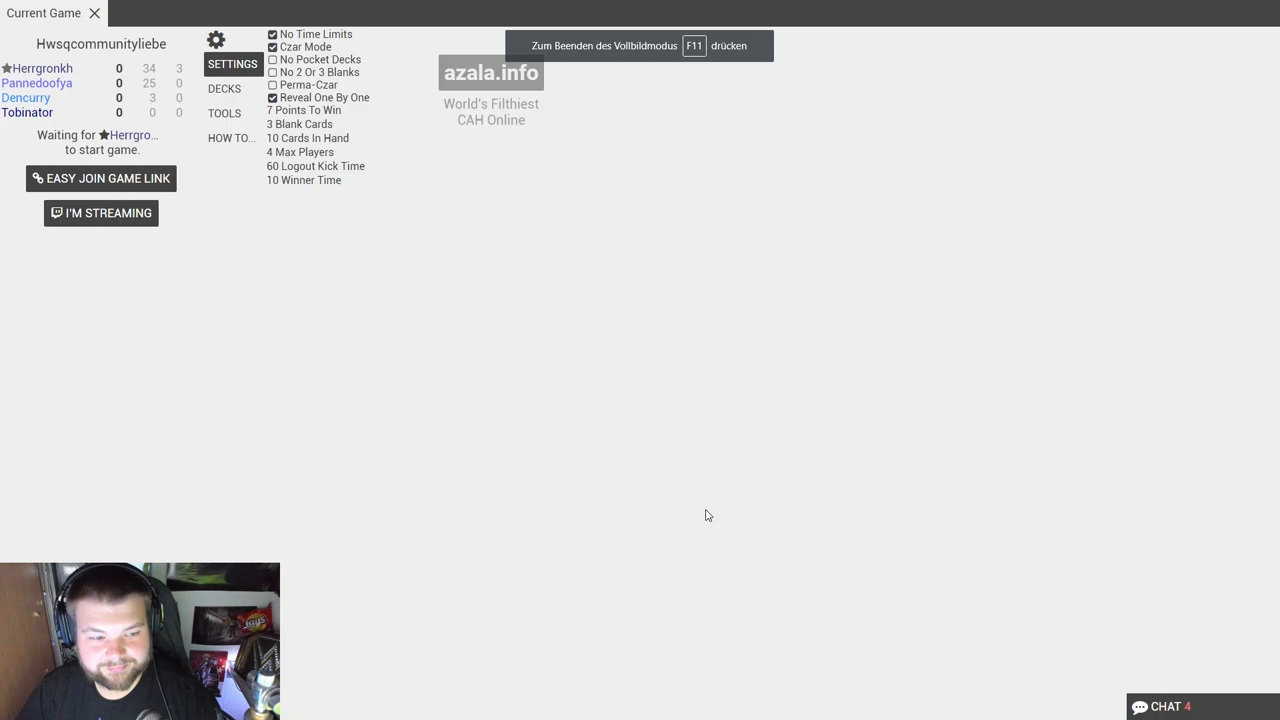 Current Game
Hwsqcommunityliebe
Herrgronkh 0 34 3
Pannedoofya 0 25 0
Dencurry 0 3 0
Tobinator 0 0 0
Waiting for ★Herrgro...
to start game.
EASY JOIN GAME LINK
I'M STREAMING
SETTINGS
DECKS
TOOLS
HOW TO...
No Time Limits
Czar Mode
No Pocket Decks
No 2 Or 3 Blanks
Perma-Czar
Reveal One By One
7 Points To Win
3 Blank Cards
10 Cards In Hand
4 Max Players
60 Logout Kick Time
10 Winner Time
azala.info
World's Filthiest
CAH Online
Zum Beenden des Vollbildmodus F11 drücken
Lays
CHAT 4